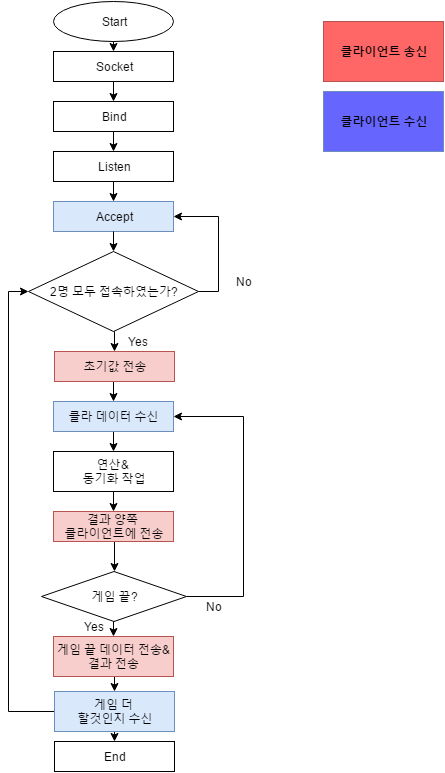 Start
클라이언트 송신
Socket
Bind
클라이언트 수신
Listen
Accept
2명 모두 접속하였는가?
No
Yes
초기값 전송
클라 데이터 수신
연산&
동기화 작업
결과 양쪽
클라이언트에 전송
게임 끝?
No
Yes
게임 끝 데이터 전송&
결과 전송
게임 더
할것인지 수신
End